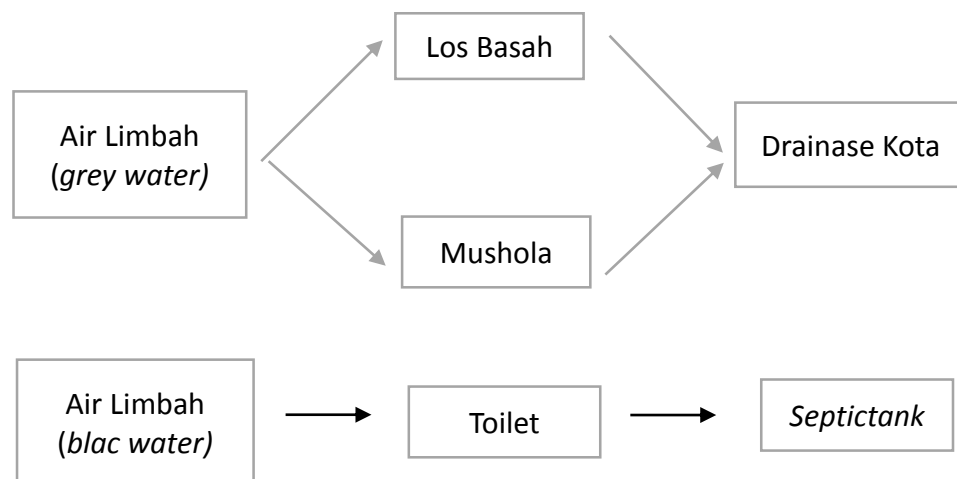 Los Basah
Air Limbah
(grey water)
Drainase Kota
Mushola
Air Limbah
(blac water)
Toilet
Septictank